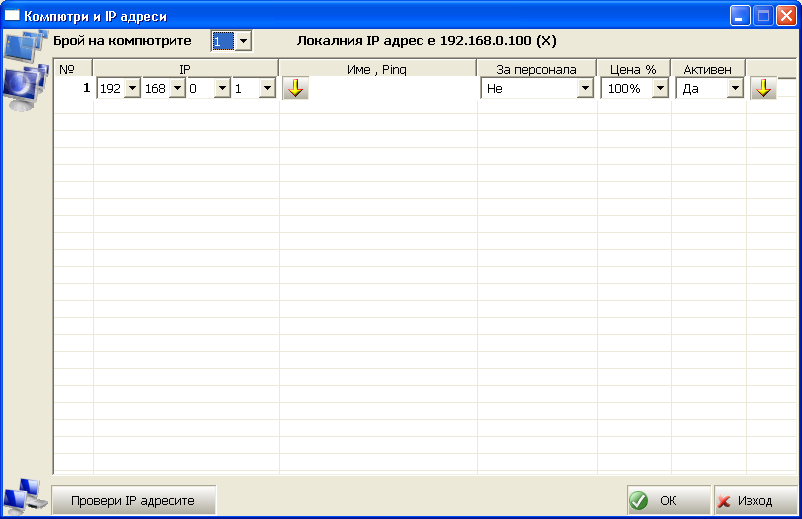 Компютри и IP адреси
Брой на компютрите 1 Локалния IP адрес е 192.168.0.100 (X)
№ IP Име , Ping За персонала Цена % Активен
1 192 168 0 1 Не 100% Да
Провери IP адресите OK Изход